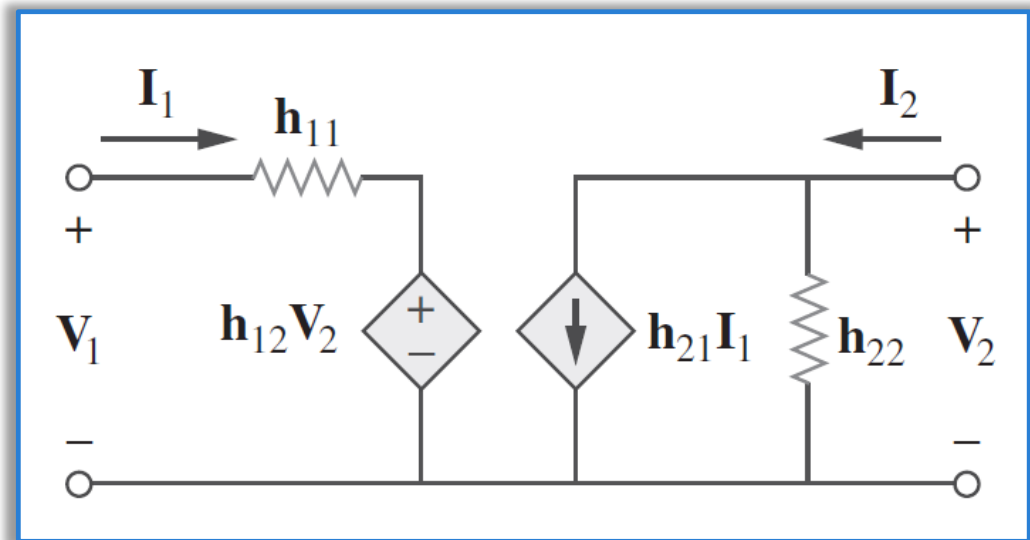 I₁
h₁₁
I₂
+
+
V₁
h₁₂V₂
+
−
h₂₁I₁
h₂₂
V₂
−
−